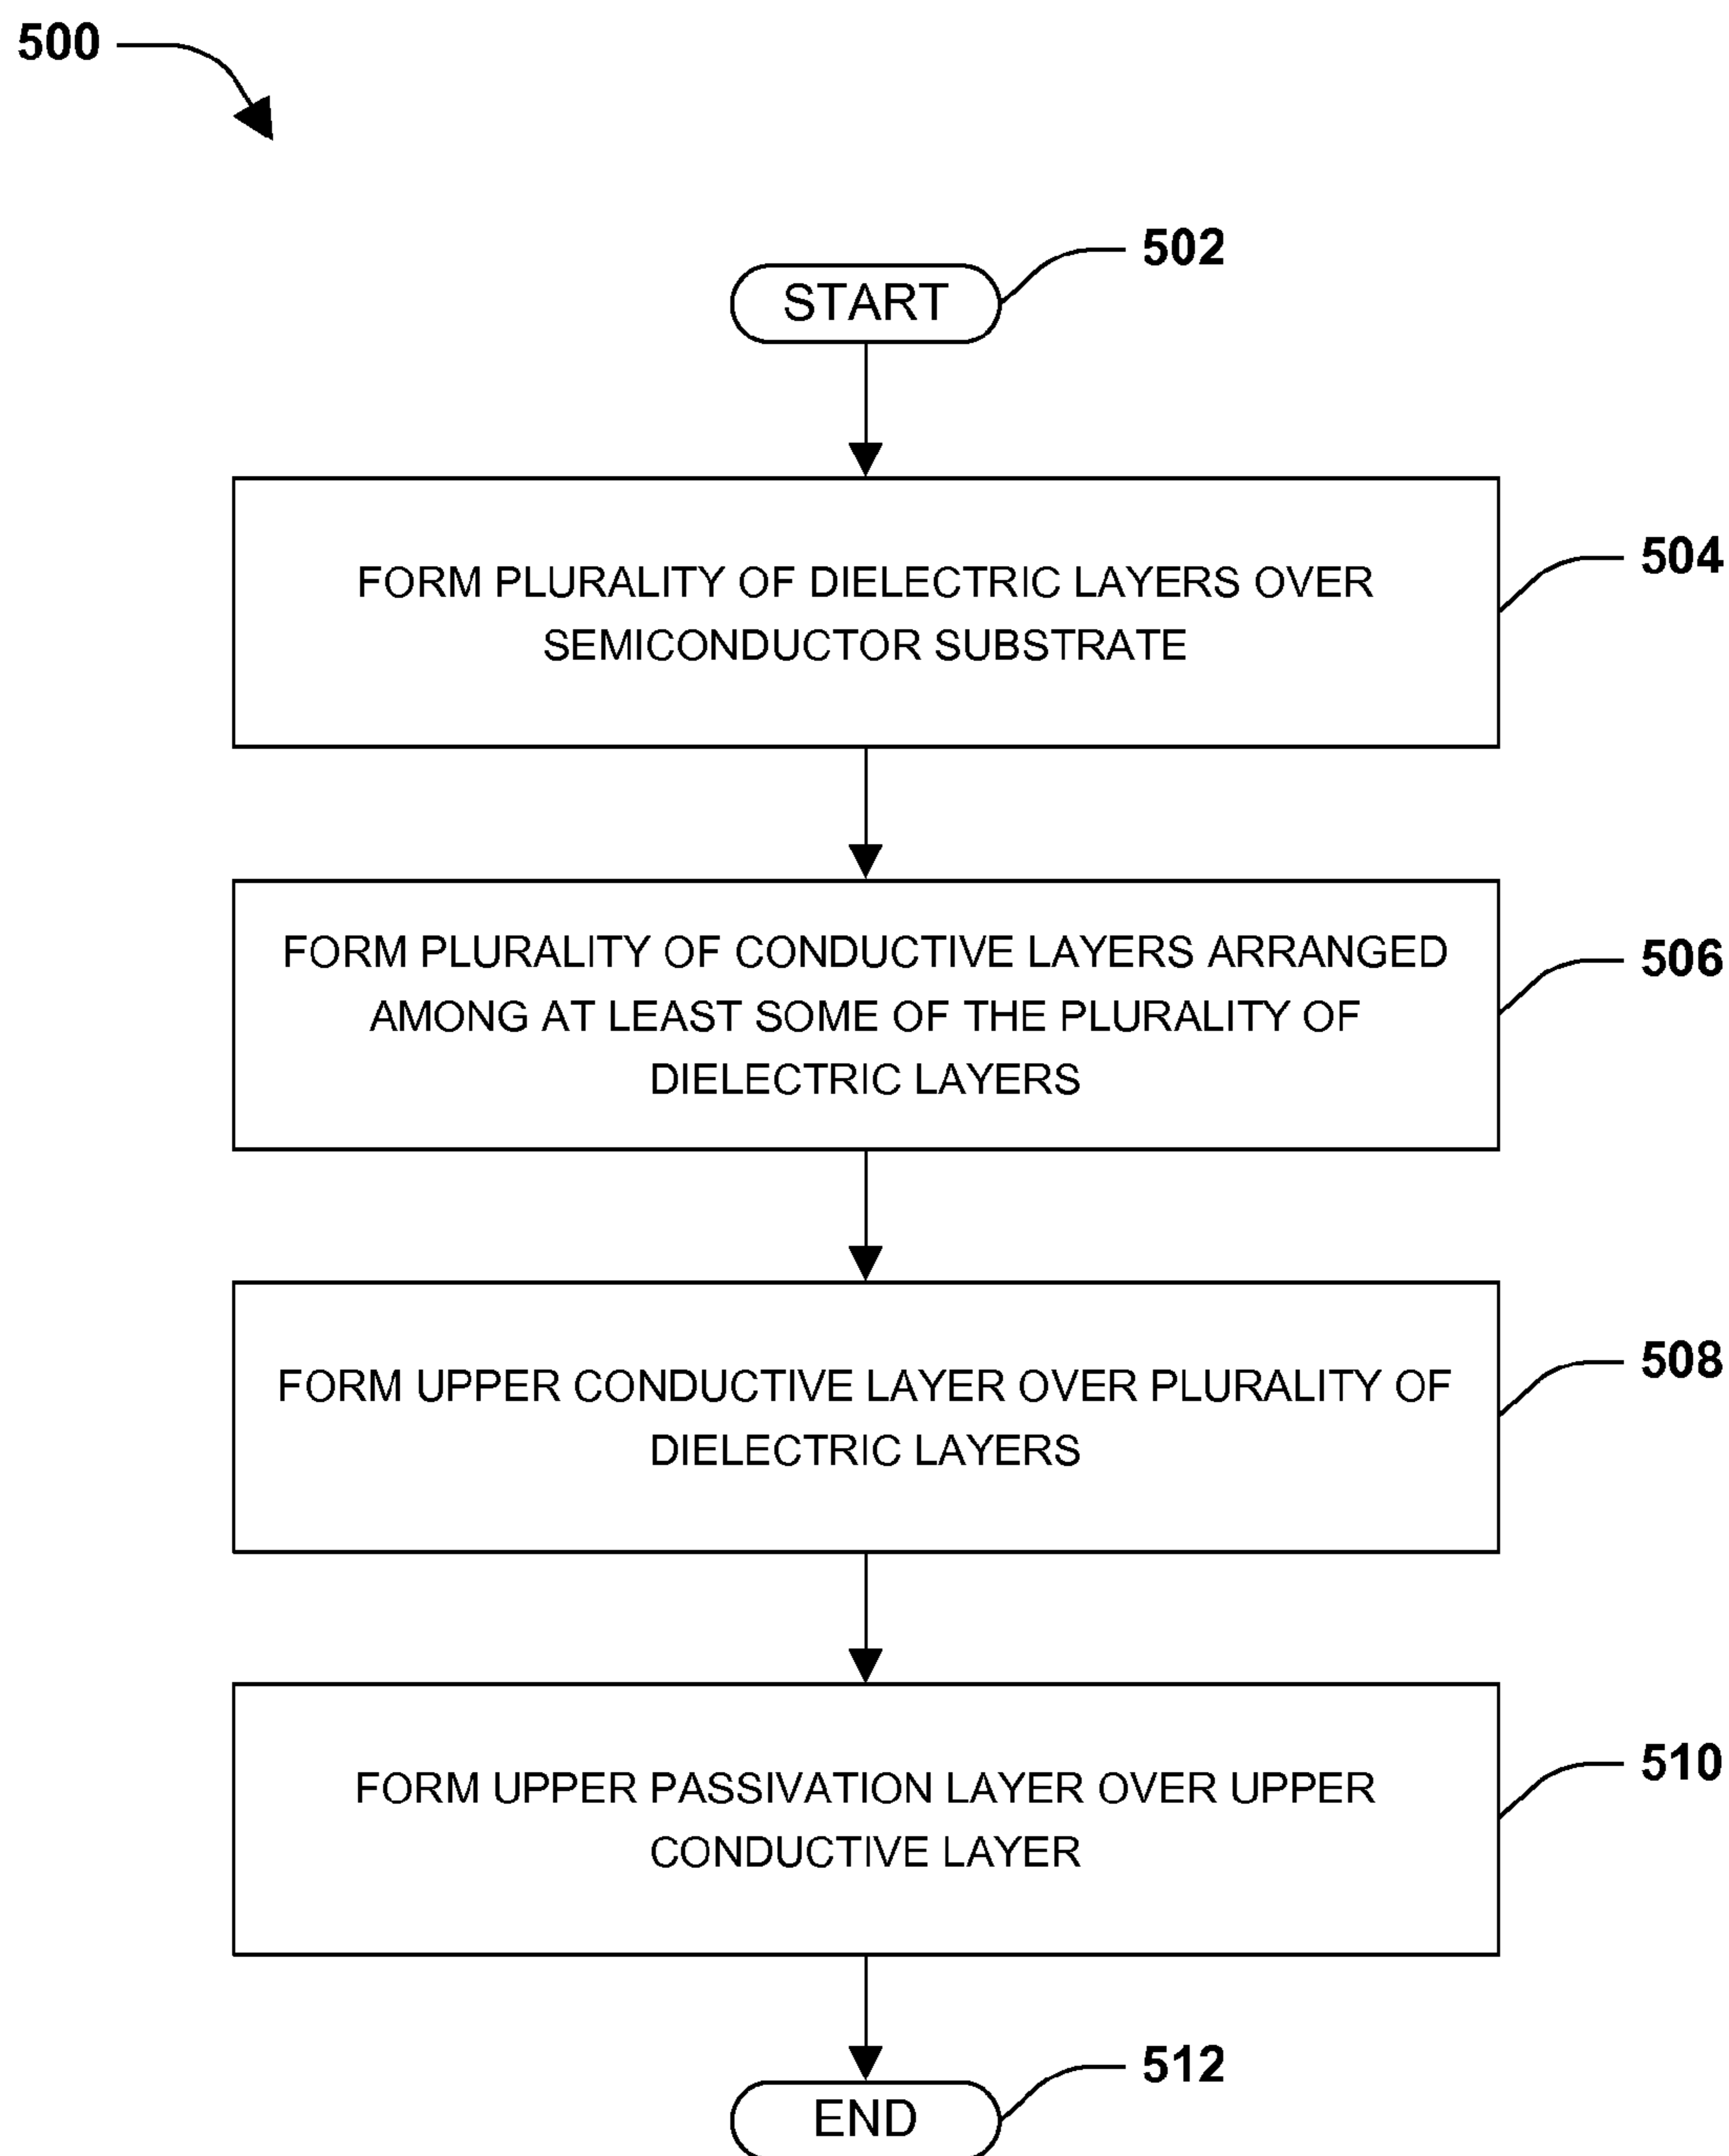 500
502
START
FORM PLURALITY OF DIELECTRIC LAYERS OVER
SEMICONDUCTOR SUBSTRATE
504
FORM PLURALITY OF CONDUCTIVE LAYERS ARRANGED
AMONG AT LEAST SOME OF THE PLURALITY OF
DIELECTRIC LAYERS
506
FORM UPPER CONDUCTIVE LAYER OVER PLURALITY OF
DIELECTRIC LAYERS
508
FORM UPPER PASSIVATION LAYER OVER UPPER
CONDUCTIVE LAYER
510
512
END